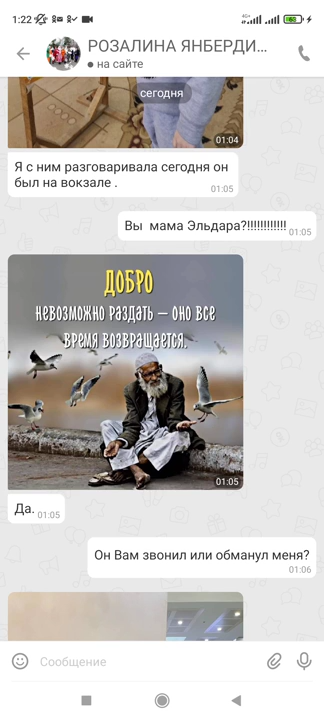 1:22
4G+
63
РОЗАЛИНА ЯНБЕРДИ...
на сайте
сегодня
01:04
Я с ним разговаривала сегодня он
был на вокзале .
01:05
Вы мама Эльдара?!!!!!!!!!!!!
01:05
ДОБРО
НЕВОЗМОЖНО РАЗДАТЬ – ОНО ВСЕ
ВРЕМЯ ВОЗВРАЩАЕТСЯ.
01:05
Да.
01:05
Он Вам звонил или обманул меня?
01:06
Сообщение